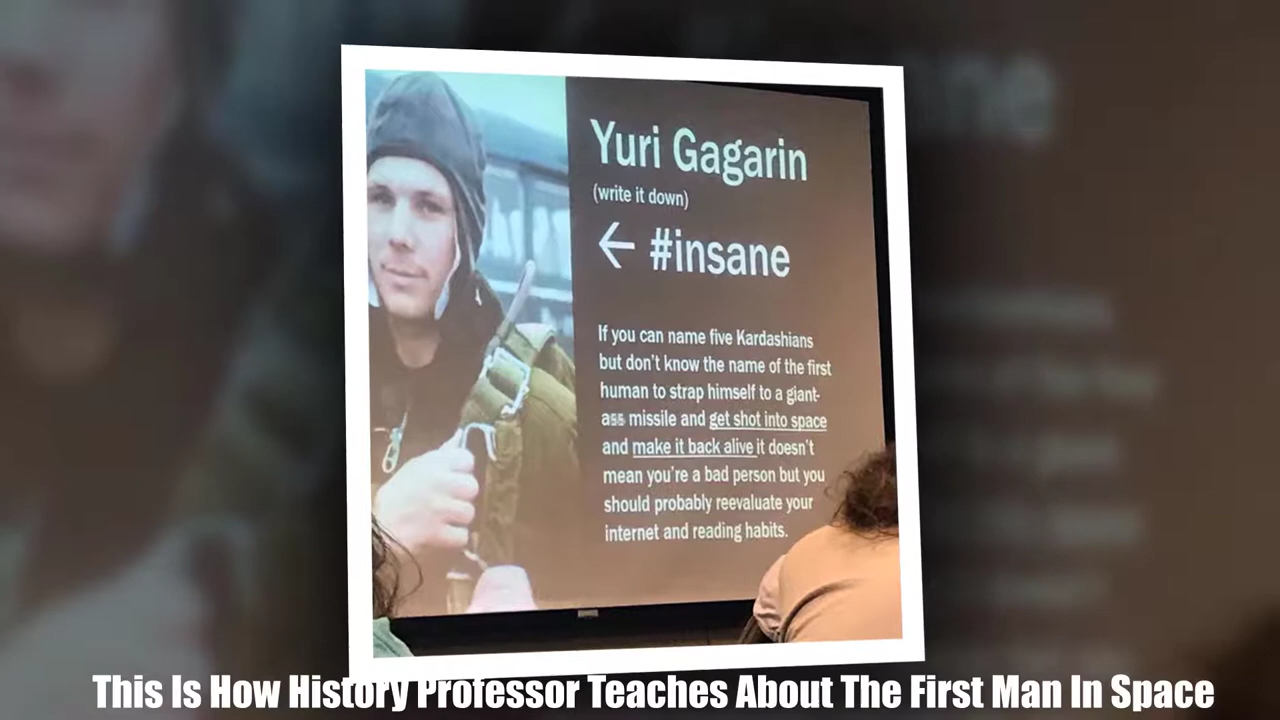 Yuri Gagarin
(write it down)
← #insane
If you can name five Kardashians
but don't know the name of the first
human to strap himself to a giant-
ass missile and get shot into space
and make it back alive it doesn't
mean you're a bad person but you
should probably reevaluate your
internet and reading habits.
This Is How History Professor Teaches About The First Man In Space